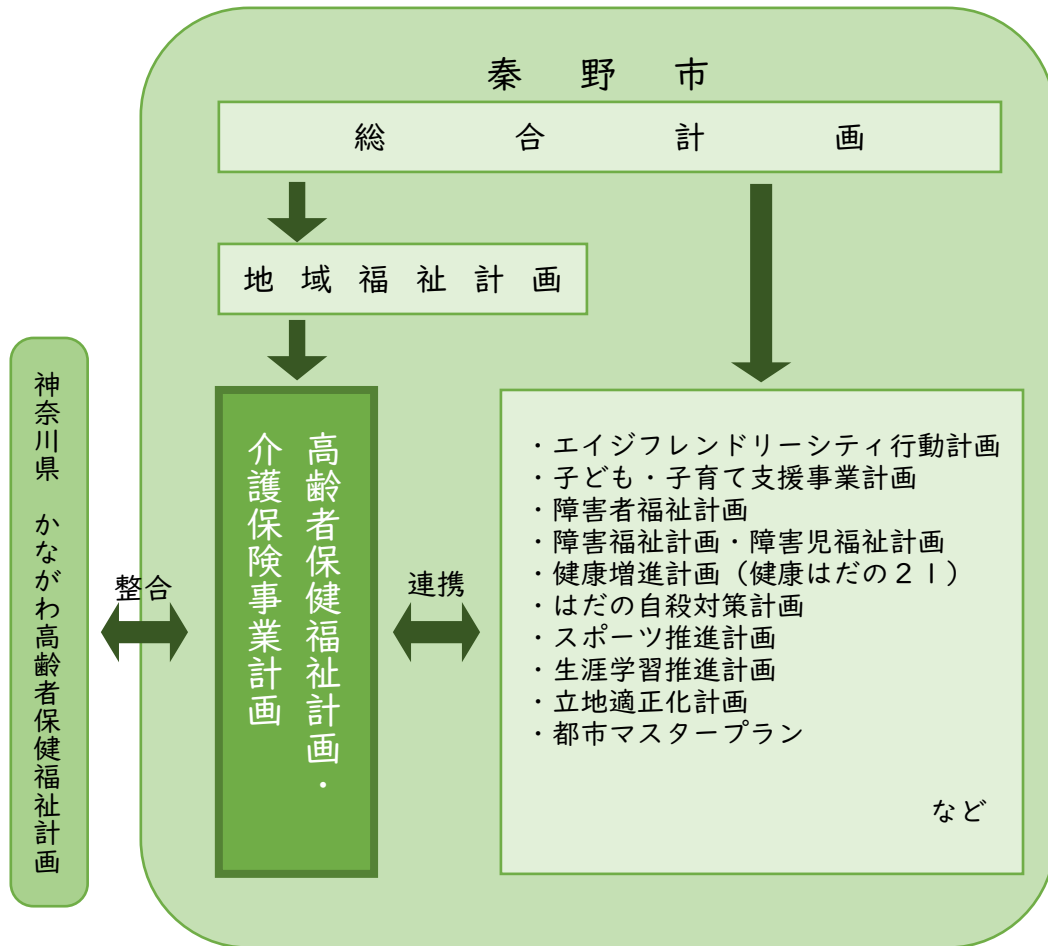 秦野市
総合計画
地域福祉計画
神奈川県 かながわ高齢者保健福祉計画
整合
高齢者保健福祉計画・
介護保険事業計画
連携
・エイジフレンドリーシティ行動計画
・子ども・子育て支援事業計画
・障害者福祉計画
・障害福祉計画・障害児福祉計画
・健康増進計画（健康はだの２１）
・はだの自殺対策計画
・スポーツ推進計画
・生涯学習推進計画
・立地適正化計画
・都市マスタープラン
など